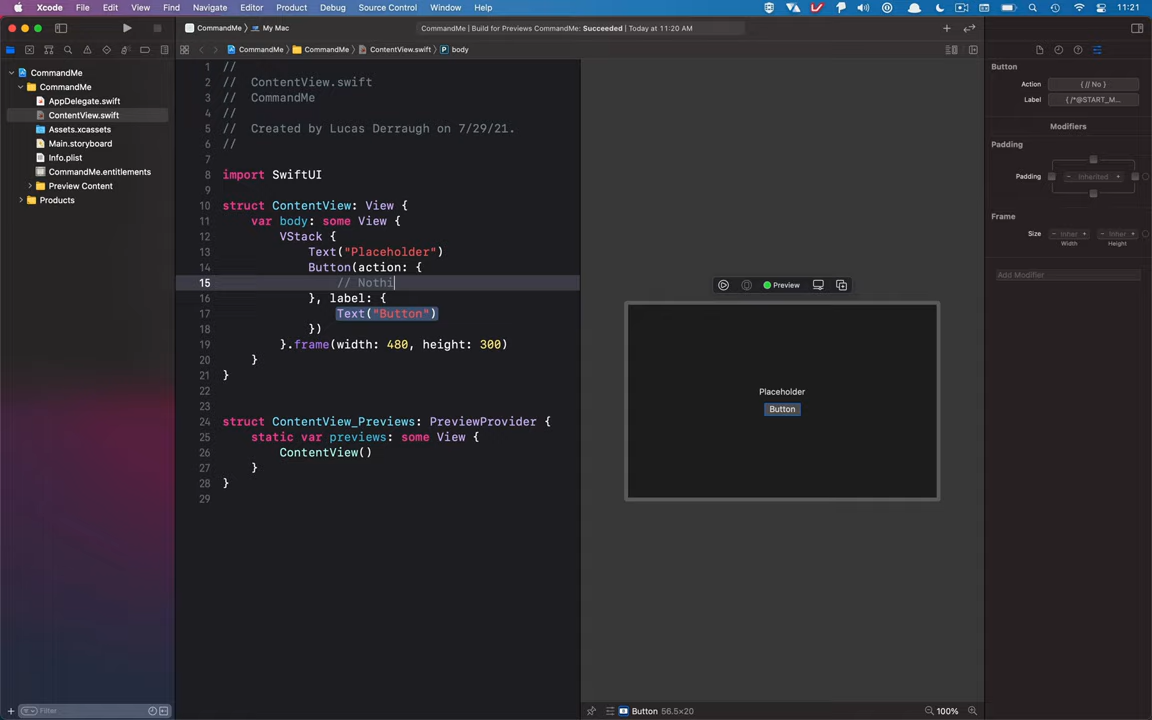 Xcode File Edit View Find Navigate Editor Product Debug Source Control Window Help 11:21
CommandMe My Mac CommandMe | Build for Previews CommandMe: Succeeded | Today at 11:20 AM
CommandMe CommandMe ContentView.swift body
CommandMe
CommandMe
AppDelegate.swift
ContentView.swift
Assets.xcassets
Main.storyboard
Info.plist
CommandMe.entitlements
Preview Content
Products
Filter
1 //
2 // ContentView.swift
3 // CommandMe
4 //
5 // Created by Lucas Derraugh on 7/29/21.
6 //
7
8 import SwiftUI
9
10 struct ContentView: View {
11 var body: some View {
12 VStack {
13 Text("Placeholder")
14 Button(action: {
15 // Nothi
16 }, label: {
17 Text("Button")
18 })
19 }.frame(width: 480, height: 300)
20 }
21 }
22
23
24 struct ContentView_Previews: PreviewProvider {
25 static var previews: some View {
26 ContentView()
27 }
28 }
29
Preview
Placeholder
Button
Button 56.5×20
100%
Button
Action { // No }
Label { /*@START_M...
Modifiers
Padding
Padding Inherited
Frame
Size Inher Inher
Width Height
Add Modifier